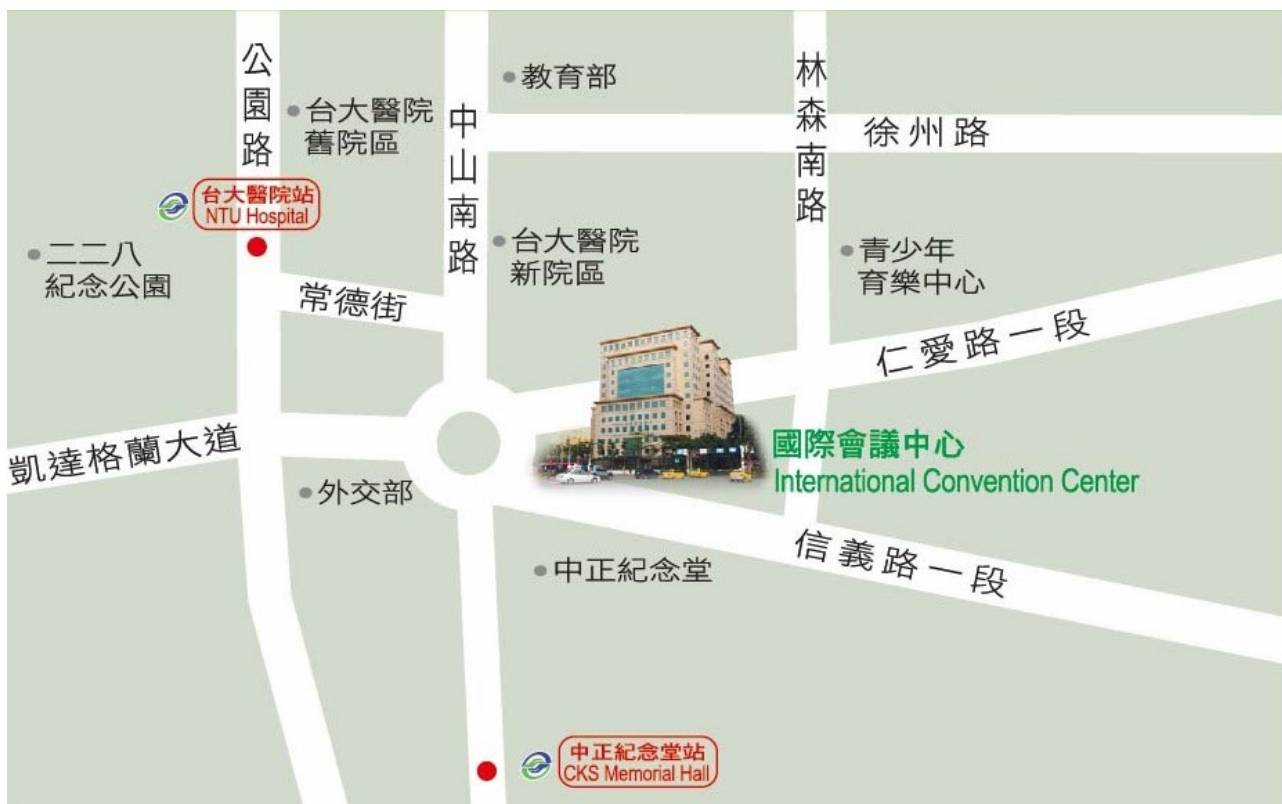 公園路
台大醫院
舊院區
中山南路
教育部
林森南路
徐州路
台大醫院站
NTU Hospital
二二八
紀念公園
常德街
台大醫院
新院區
青少年
育樂中心
仁愛路一段
凱達格蘭大道
外交部
國際會議中心
International Convention Center
信義路一段
中正紀念堂
中正紀念堂站
CKS Memorial Hall